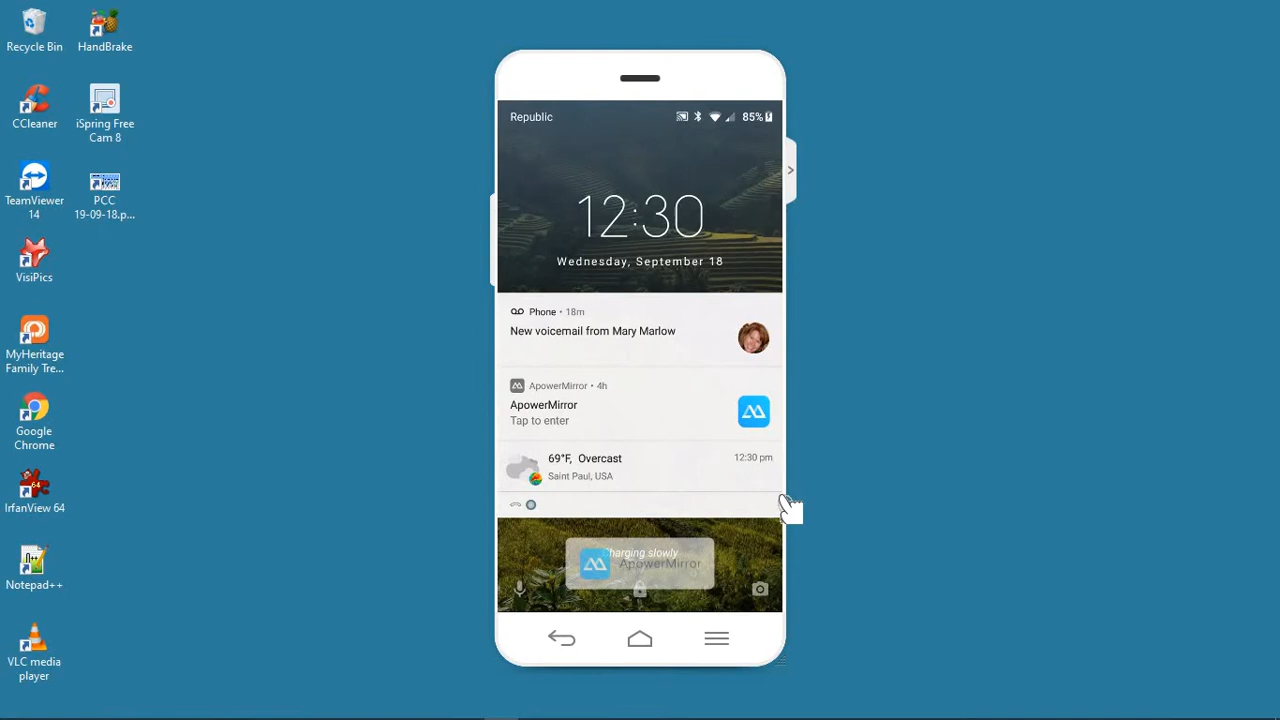 Recycle Bin
HandBrake
CCleaner
iSpring Free
Cam 8
TeamViewer
14
PCC
19-09-18.p...
VisiPics
MyHeritage
Family Tre...
Google
Chrome
64
IrfanView 64
Notepad++
VLC media
player
Republic
85%
12:30
Wednesday, September 18
Phone • 18m
New voicemail from Mary Marlow
ApowerMirror • 4h
ApowerMirror
Tap to enter
69°F, Overcast
12:30 pm
Saint Paul, USA
Charging slowly
ApowerMirror